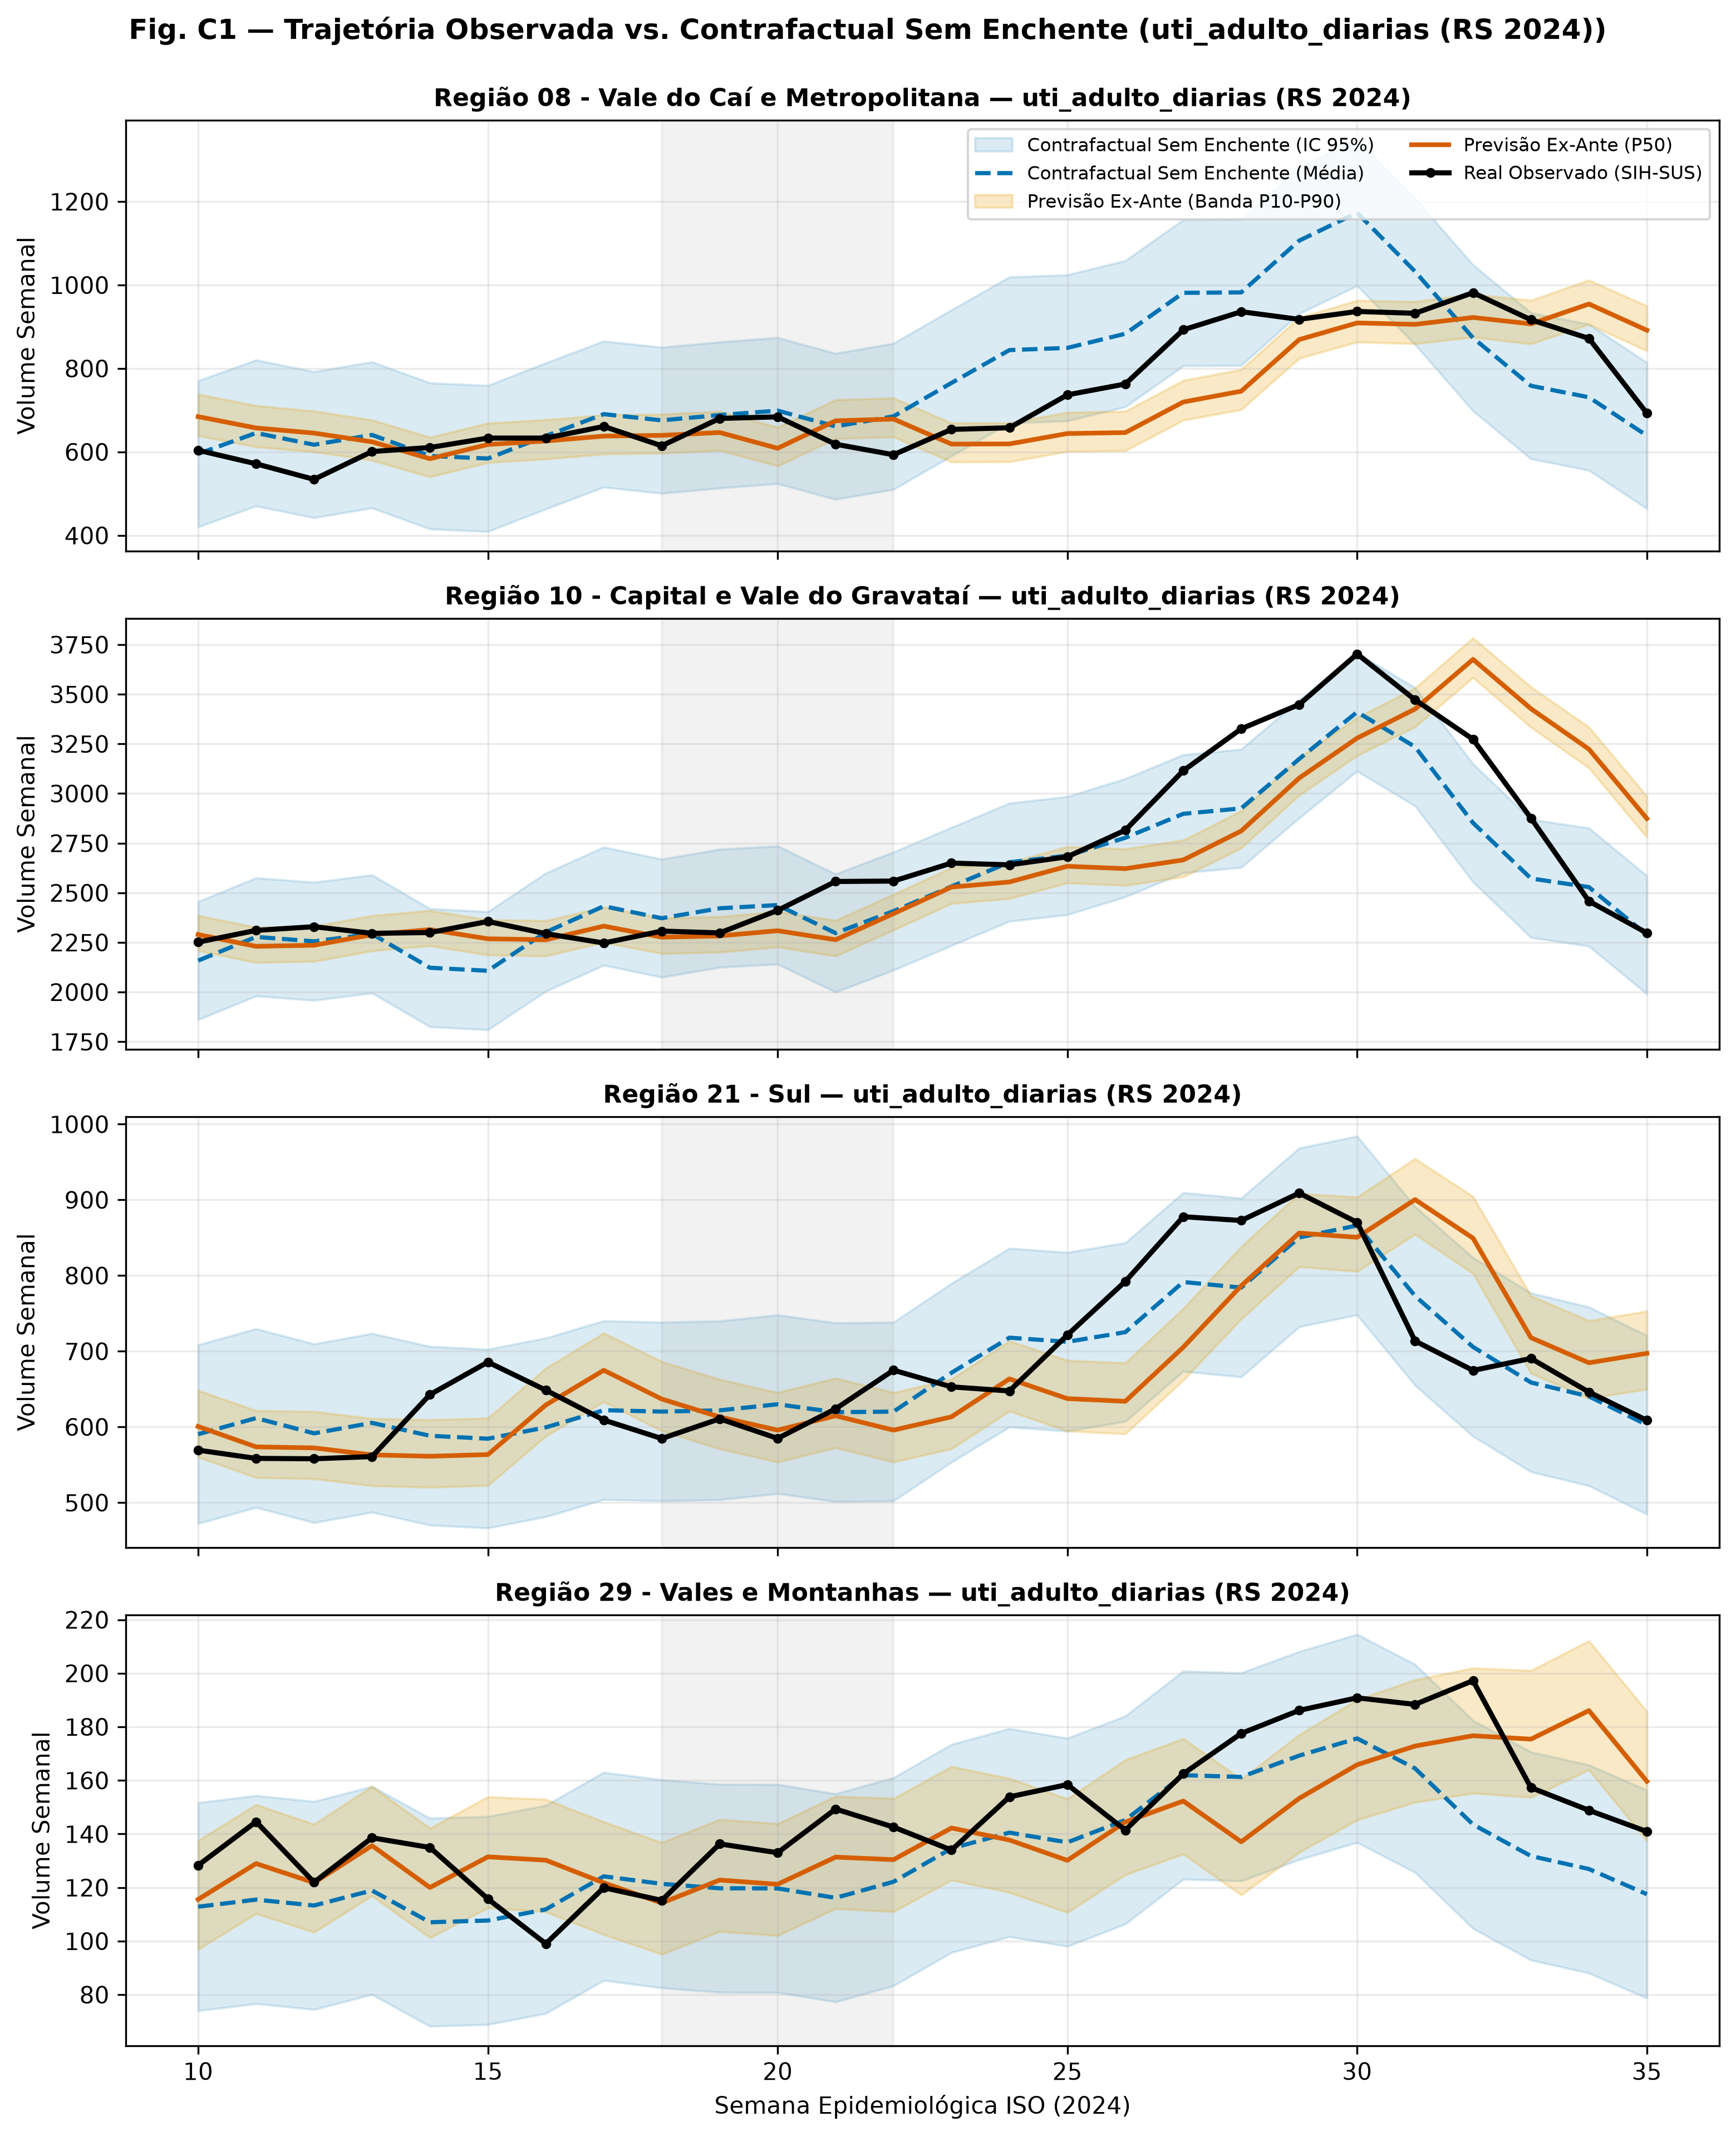 Fig. C1 — Trajetória Observada vs. Contrafactual Sem Enchente (uti_adulto_diarias (RS 2024))
Região 08 - Vale do Caí e Metropolitana — uti_adulto_diarias (RS 2024)
Contrafactual Sem Enchente (IC 95%)
Contrafactual Sem Enchente (Média)
Previsão Ex-Ante (Banda P10-P90)
Previsão Ex-Ante (P50)
Real Observado (SIH-SUS)
Volume Semanal
1200
1000
800
600
400
Região 10 - Capital e Vale do Gravataí — uti_adulto_diarias (RS 2024)
Volume Semanal
3750
3500
3250
3000
2750
2500
2250
2000
1750
Região 21 - Sul — uti_adulto_diarias (RS 2024)
Volume Semanal
1000
900
800
700
600
500
Região 29 - Vales e Montanhas — uti_adulto_diarias (RS 2024)
Volume Semanal
220
200
180
160
140
120
100
80
10 15 20 25 30 35
Semana Epidemiológica ISO (2024)